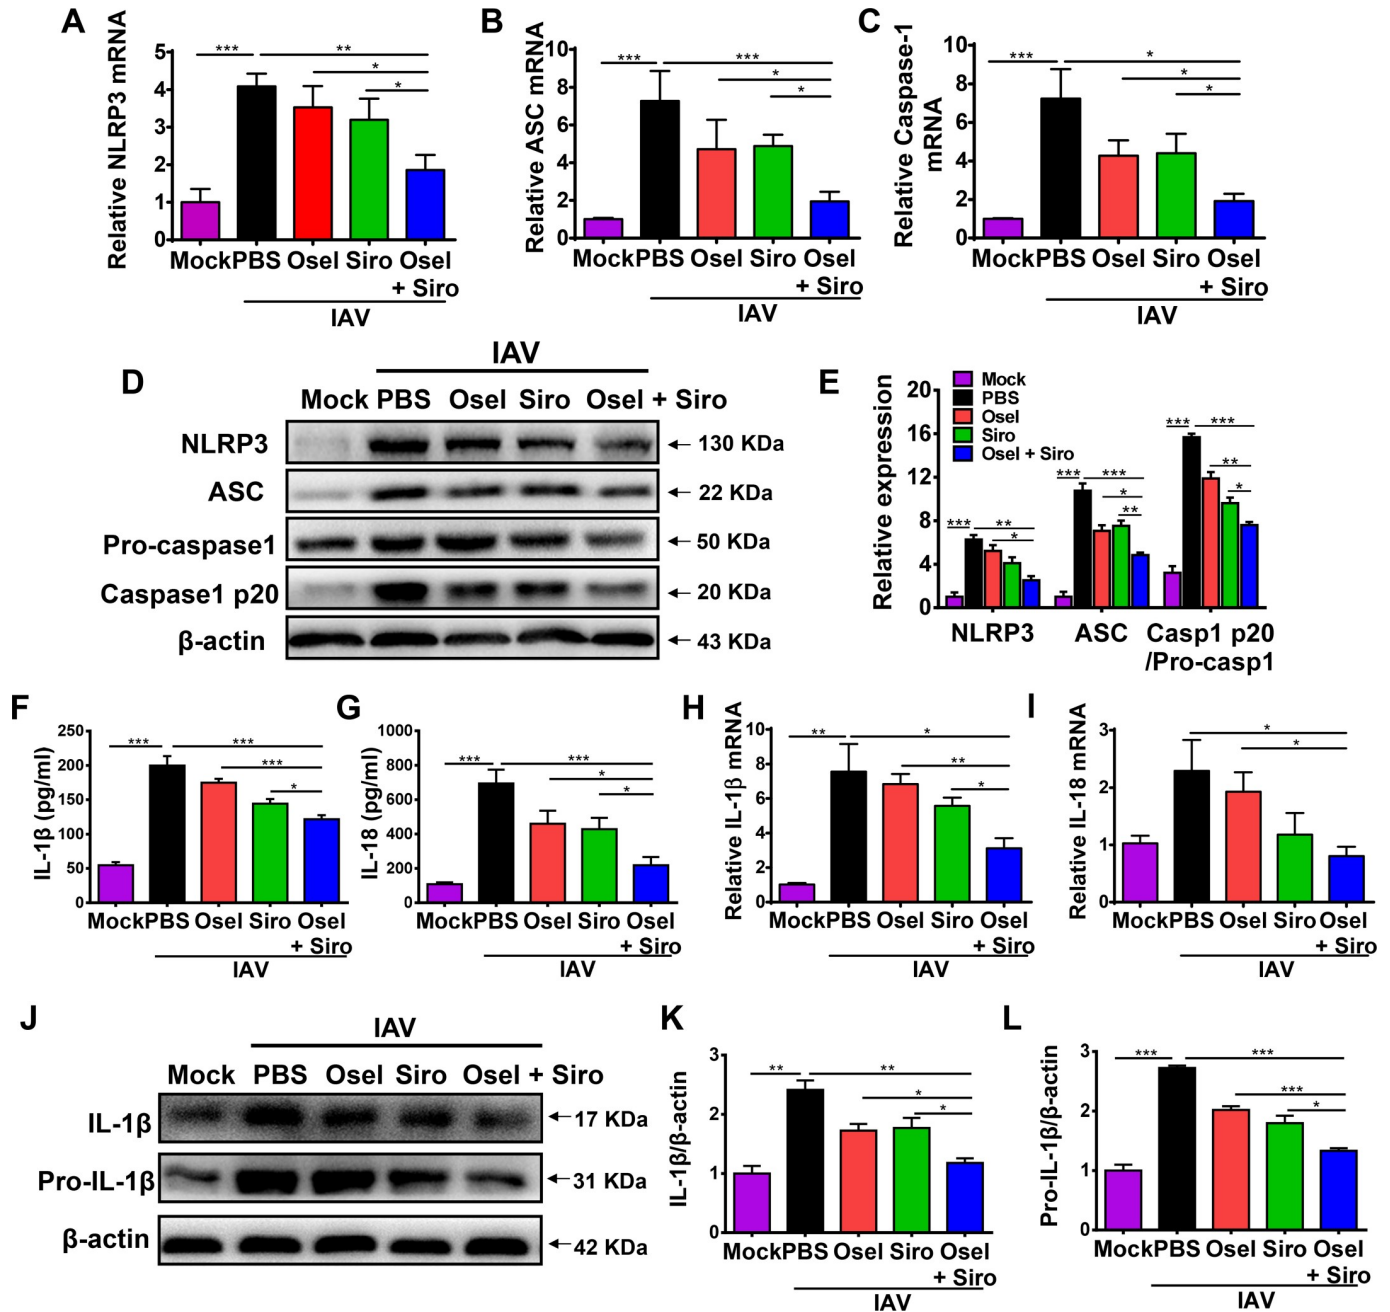 A
Relative NLRP3 mRNA
5
4
3
2
1
0
***
**
*
*
Mock PBS Osel Siro Osel
+ Siro
IAV
B
Relative ASC mRNA
10
8
6
4
2
0
***
***
*
*
Mock PBS Osel Siro Osel
+ Siro
IAV
C
Relative Caspase-1
mRNA
10
8
6
4
2
0
***
*
*
*
Mock PBS Osel Siro Osel
+ Siro
IAV
D
IAV
Mock PBS Osel Siro Osel + Siro
NLRP3 ← 130 KDa
ASC ← 22 KDa
Pro-caspase1 ← 50 KDa
Caspase1 p20 ← 20 KDa
β-actin ← 43 KDa
E
Relative expression
20
16
12
8
4
0
Mock
PBS
Osel
Siro
Osel + Siro
*** **
*
*** ***
*
**
*** ***
**
*
NLRP3 ASC Casp1 p20
/Pro-casp1
F
IL-1β (pg/ml)
250
200
150
100
50
0
***
***
***
*
Mock PBS Osel Siro Osel
+ Siro
IAV
G
IL-18 (pg/ml)
1000
800
600
400
200
0
***
***
*
*
Mock PBS Osel Siro Osel
+ Siro
IAV
H
Relative IL-1β mRNA
10
8
6
4
2
0
**
*
**
*
Mock PBS Osel Siro Osel
+ Siro
IAV
I
Relative IL-18 mRNA
3
2
1
0
*
*
Mock PBS Osel Siro Osel
+ Siro
IAV
J
IAV
Mock PBS Osel Siro Osel + Siro
IL-1β ← 17 KDa
Pro-IL-1β ← 31 KDa
β-actin ← 42 KDa
K
IL-1β/β-actin
3
2
1
0
**
**
*
*
Mock PBS Osel Siro Osel
+ Siro
IAV
L
Pro-IL-1β/β-actin
3
2
1
0
***
***
***
*
Mock PBS Osel Siro Osel
+ Siro
IAV